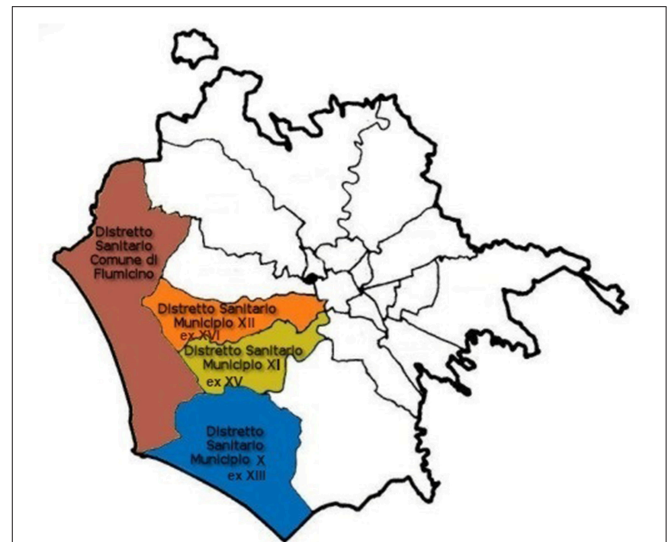 Distretto
Sanitario
Comune di
Fiumicino
Distretto Sanitario
Municipio XII
ex XVI
Distretto Sanitario
Municipio XI
ex XV
Distretto
Sanitario
Municipio X
ex XIII